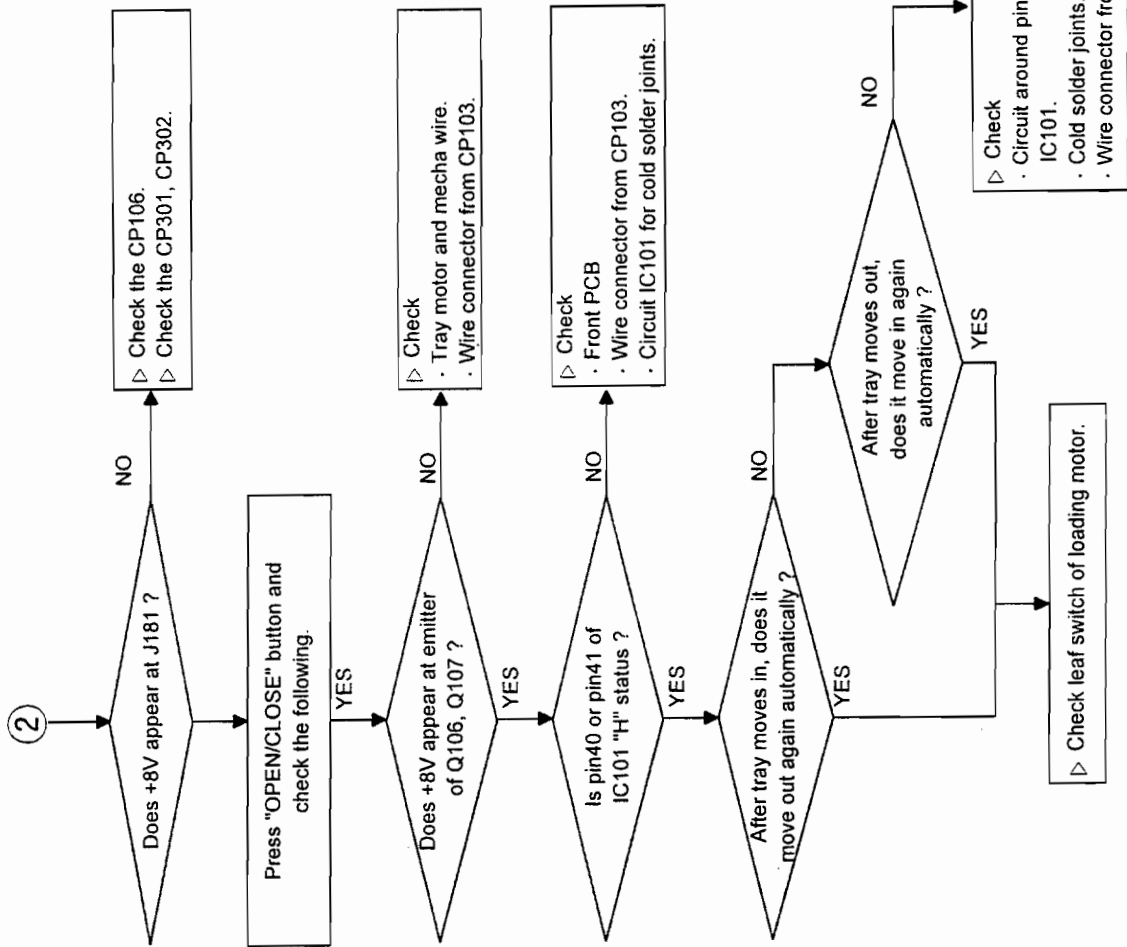 2
Does +8V appear at J181 ?
NO
▷ Check the CP106.
▷ Check the CP301, CP302.
Press "OPEN/CLOSE" button and
check the following.
YES
Does +8V appear at emitter
of Q106, Q107 ?
NO
▷ Check
· Tray motor and mecha wire.
· Wire connector from CP103.
YES
Is pin40 or pin41 of
IC101 "H" status ?
NO
▷ Check
· Front PCB
· Wire connector from CP103.
· Circuit IC101 for cold solder joints.
YES
After tray moves in, does it
move out again automatically ?
NO
YES
After tray moves out,
does it move in again
automatically ?
NO
YES
▷ Check
· Circuit around pin
IC101.
· Cold solder joints.
· Wire connector
▷ Check leaf switch of loading motor.